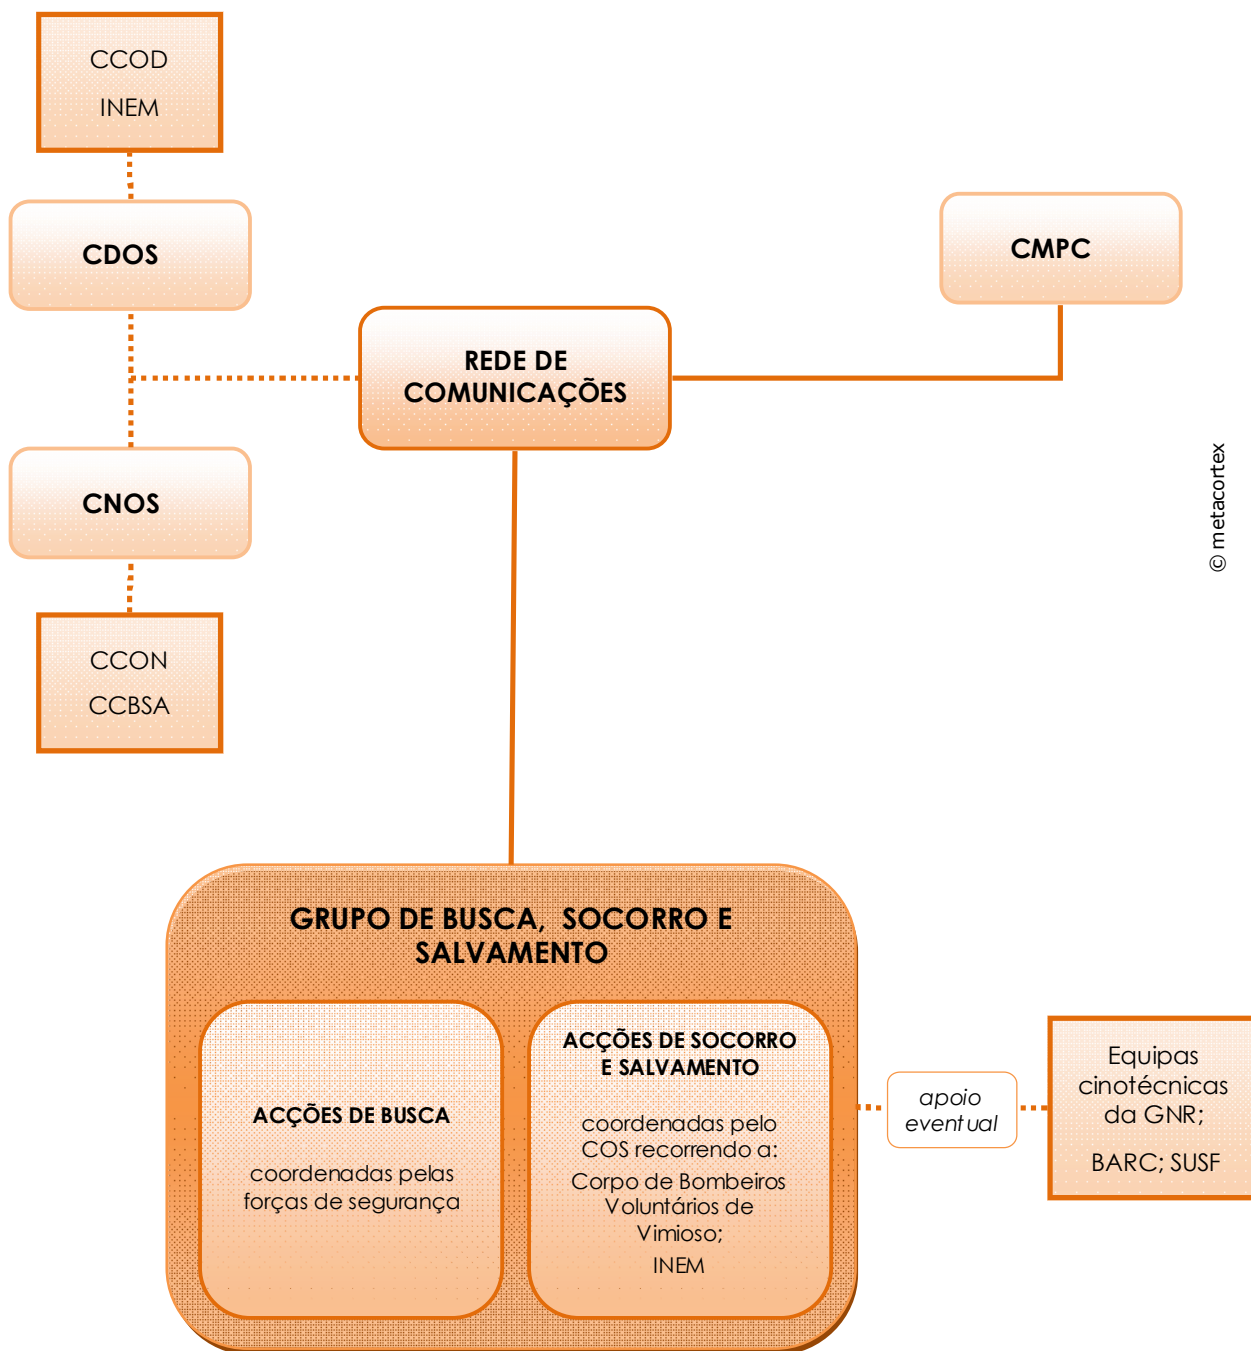 CCOD
INEM
CDOS
CMPC
REDE DE
COMUNICAÇÕES
CNOS
© metacortex
CCON
CCBSA
GRUPO DE BUSCA, SOCORRO E
SALVAMENTO
ACÇÕES DE BUSCA
coordenadas pelas
forças de segurança
ACÇÕES DE SOCORRO
E SALVAMENTO
coordenadas pelo
COS recorrendo a:
Corpo de Bombeiros
Voluntários de
Vimioso;
INEM
apoio
eventual
Equipas
cinotécnicas
da GNR;
BARC; SUSF